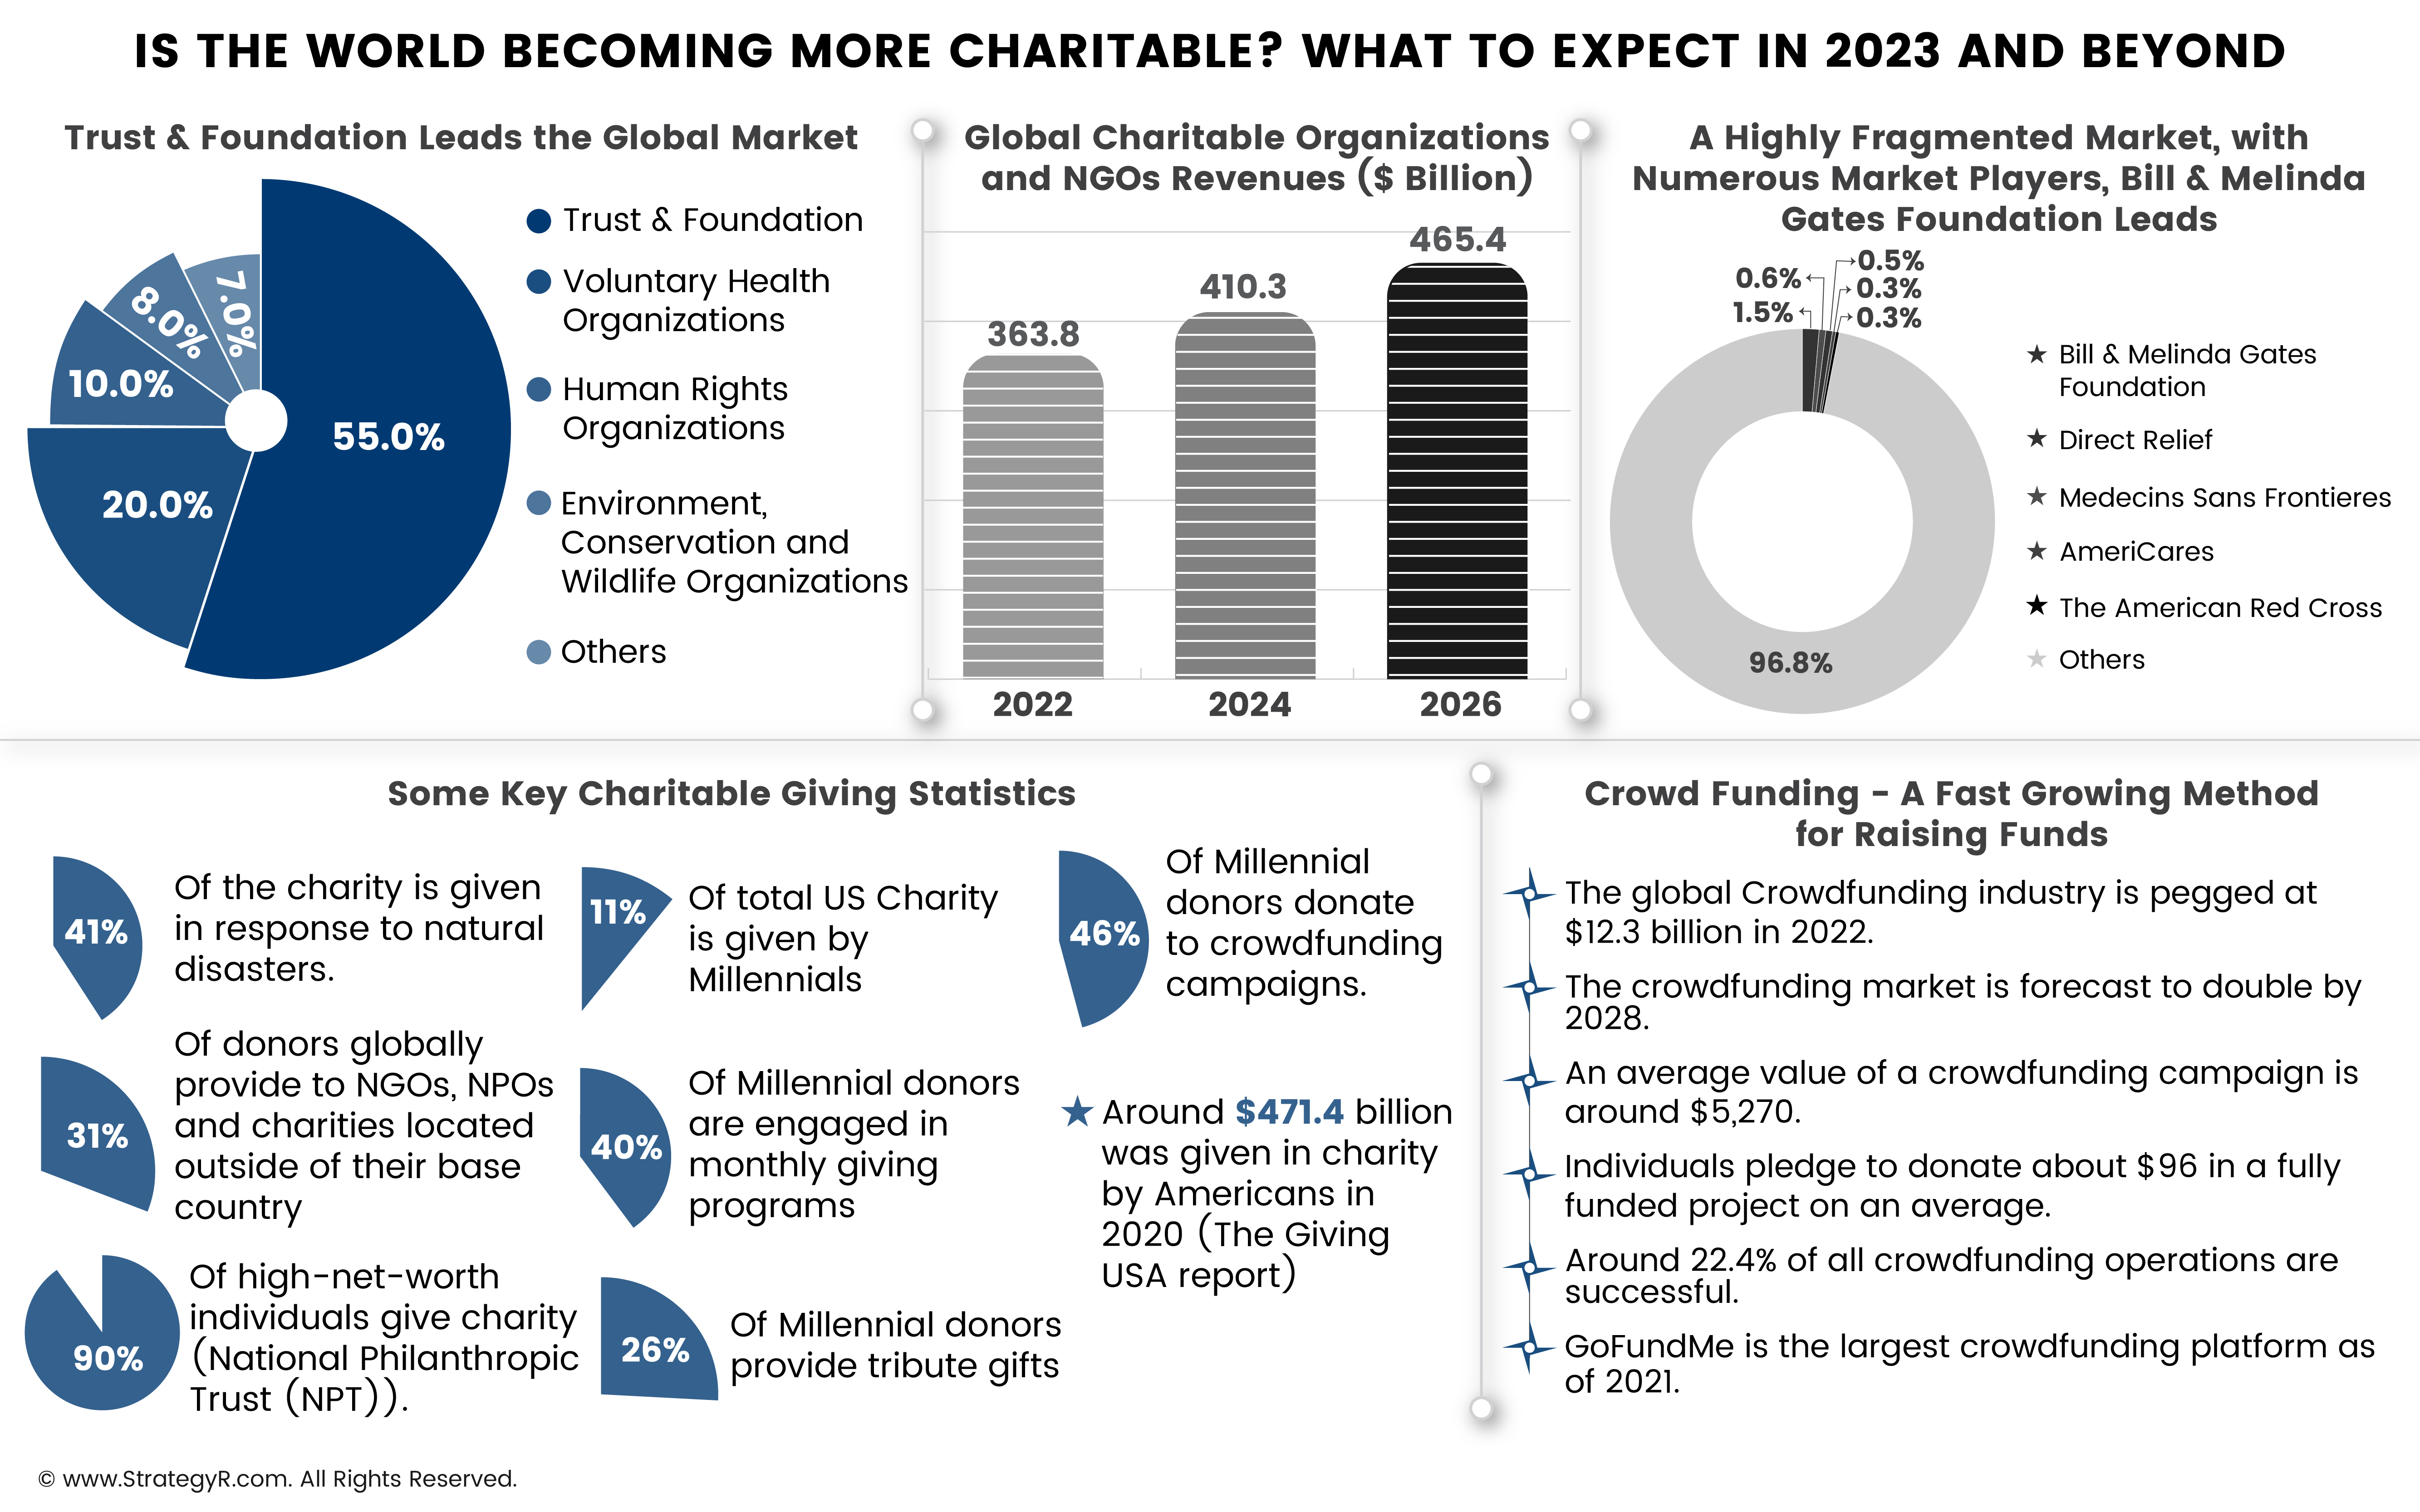 IS THE WORLD BECOMING MORE CHARITABLE? WHAT TO EXPECT IN 2023 AND BEYOND
Trust & Foundation Leads the Global Market
55.0%
20.0%
10.0%
8.0%
7.0%
Trust & Foundation
Voluntary Health
Organizations
Human Rights
Organizations
Environment,
Conservation and
Wildlife Organizations
Others
Global Charitable Organizations
and NGOs Revenues ($ Billion)
363.8
410.3
465.4
2022
2024
2026
A Highly Fragmented Market, with
Numerous Market Players, Bill & Melinda
Gates Foundation Leads
0.6%
1.5%
0.5%
0.3%
0.3%
96.8%
Bill & Melinda Gates
Foundation
Direct Relief
Medecins Sans Frontieres
AmeriCares
The American Red Cross
Others
Some Key Charitable Giving Statistics
41%
Of the charity is given
in response to natural
disasters.
31%
Of donors globally
provide to NGOs, NPOs
and charities located
outside of their base
country
90%
Of high-net-worth
individuals give charity
(National Philanthropic
Trust (NPT)).
11%
Of total US Charity
is given by
Millennials
40%
Of Millennial donors
are engaged in
monthly giving
programs
26%
Of Millennial donors
provide tribute gifts
46%
Of Millennial
donors donate
to crowdfunding
campaigns.
Around $471.4 billion
was given in charity
by Americans in
2020 (The Giving
USA report)
Crowd Funding - A Fast Growing Method
for Raising Funds
The global Crowdfunding industry is pegged at
$12.3 billion in 2022.
The crowdfunding market is forecast to double by
2028.
An average value of a crowdfunding campaign is
around $5,270.
Individuals pledge to donate about $96 in a fully
funded project on an average.
Around 22.4% of all crowdfunding operations are
successful.
GoFundMe is the largest crowdfunding platform as
of 2021.
© www.StrategyR.com. All Rights Reserved.